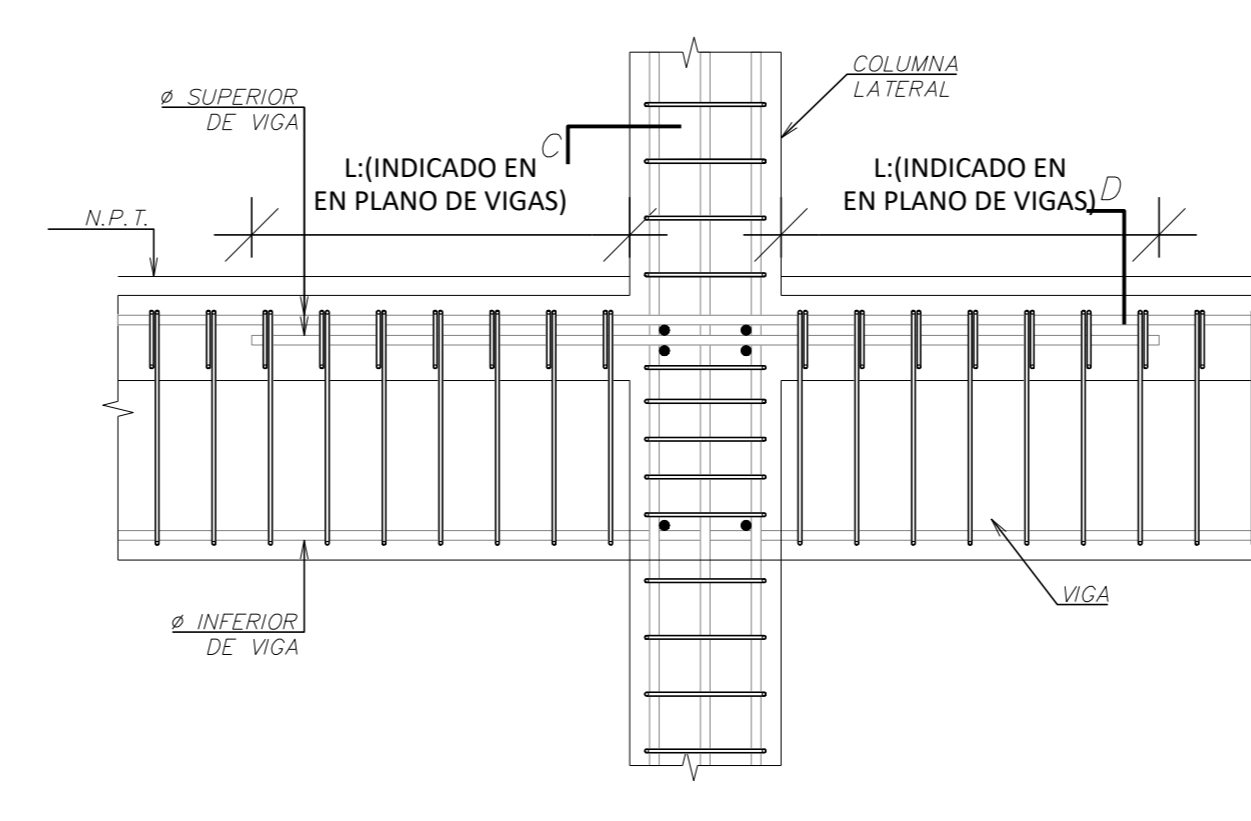 COLUMNA
LATERAL
Ø SUPERIOR
DE VIGA
C
L:(INDICADO EN
EN PLANO DE VIGAS)
L:(INDICADO EN
EN PLANO DE VIGAS)
D
N.P.T.
VIGA
Ø INFERIOR
DE VIGA